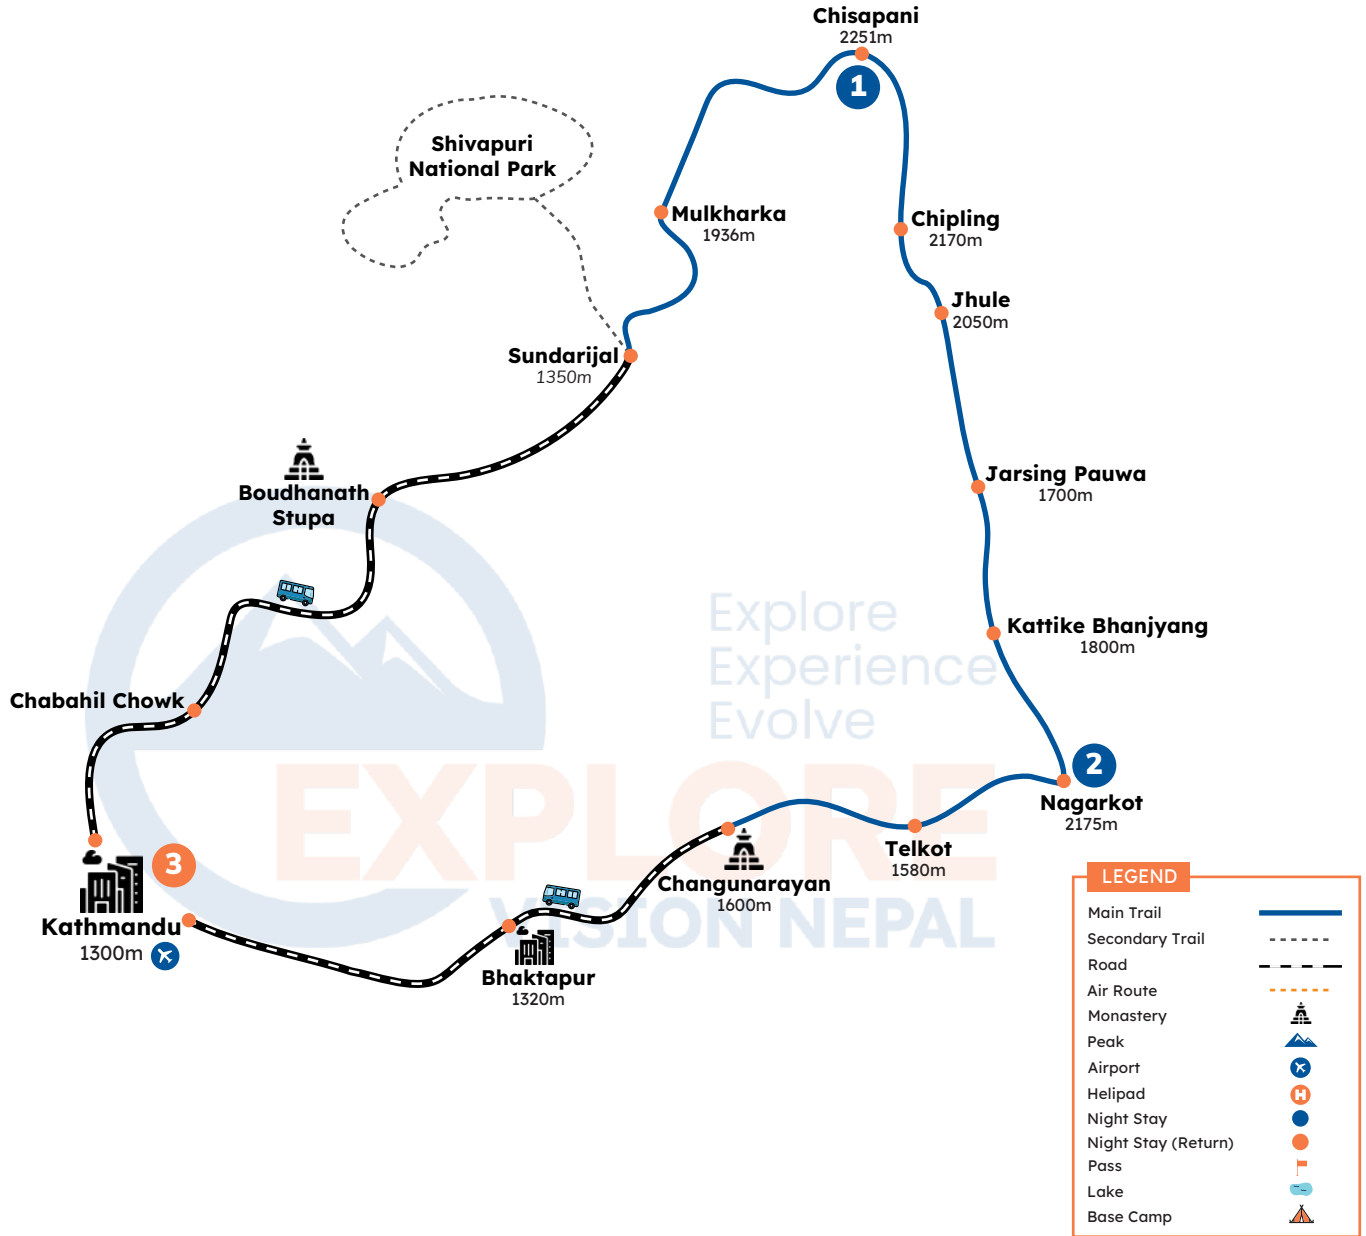 Chisapani
2251m
1
Shivapuri
National Park
Mulkharka
1936m
Chipling
2170m
Jhule
2050m
Sundarijal
1350m
Jarsing Pauwa
1700m
Boudhanath
Stupa
Explore
Experience
Evolve
Kattike Bhanjyang
1800m
Chabahil Chowk
2
Nagarkot
2175m
EXPLORE
VISION NEPAL
Telkot
1580m
Changunarayan
1600m
3
Kathmandu
1300m
Bhaktapur
1320m
LEGEND
Main Trail
Secondary Trail
Road
Air Route
Monastery
Peak
Airport
Helipad
H
Night Stay
Night Stay (Return)
Pass
Lake
Base Camp